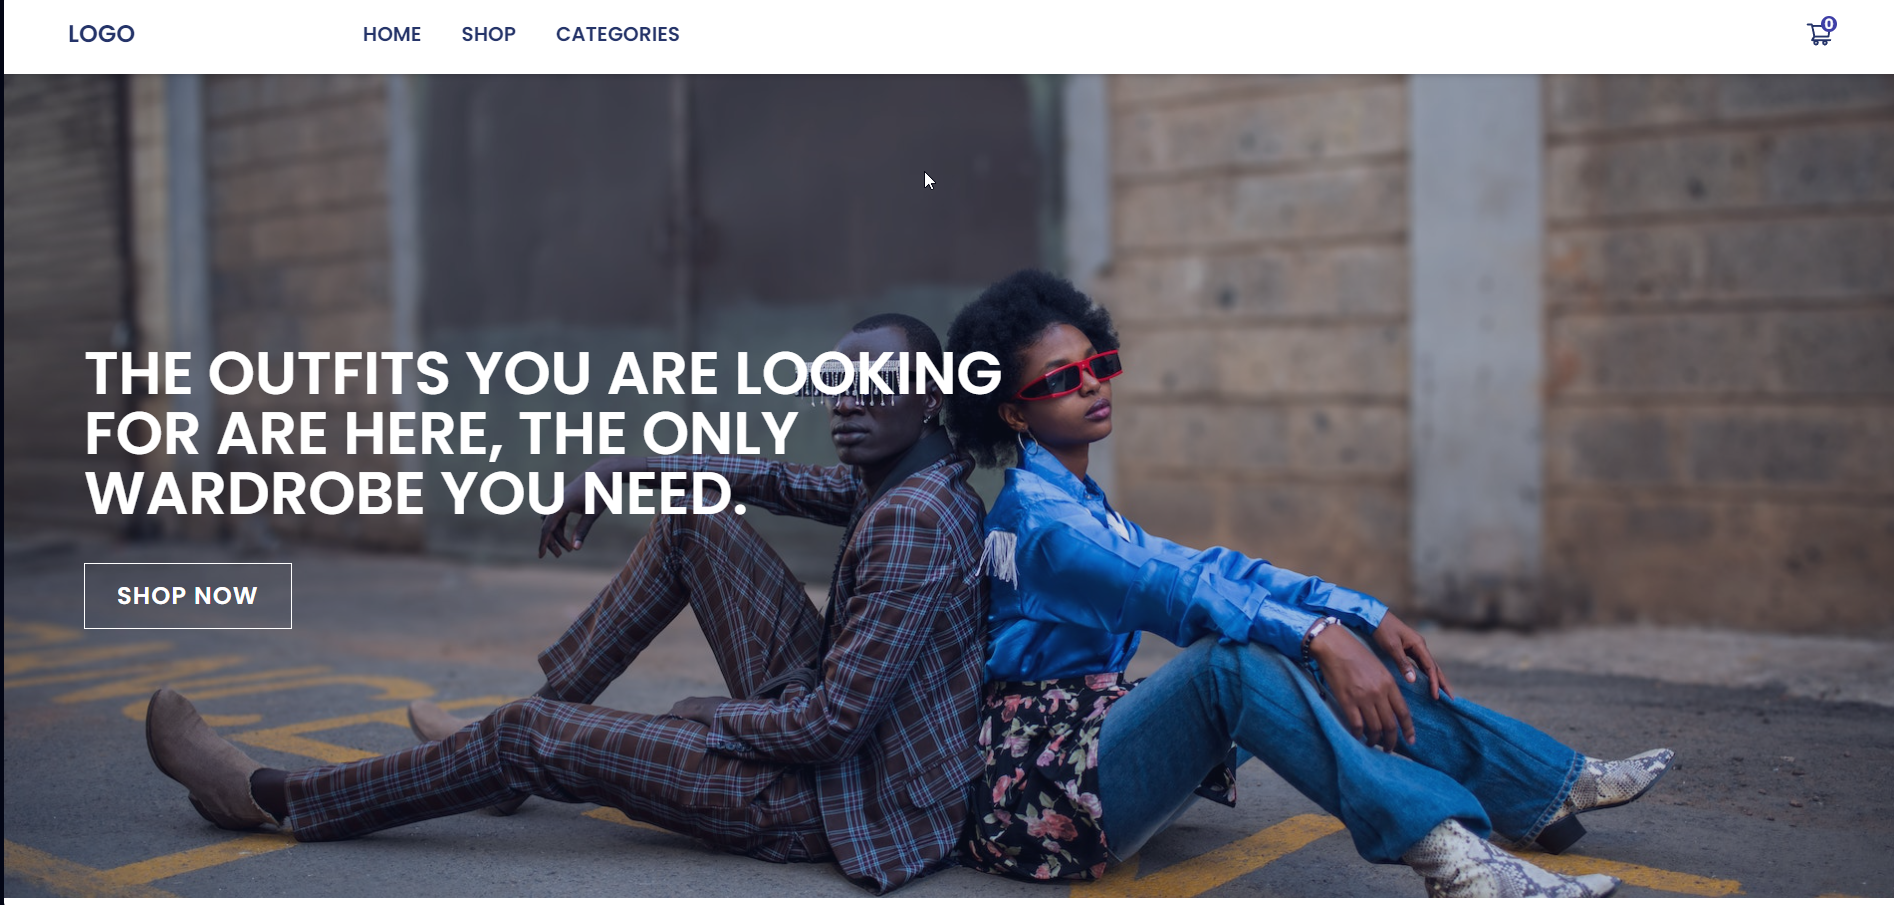 LOGO
HOME SHOP CATEGORIES
0
THE OUTFITS YOU ARE LOOKING
FOR ARE HERE, THE ONLY
WARDROBE YOU NEED.
SHOP NOW